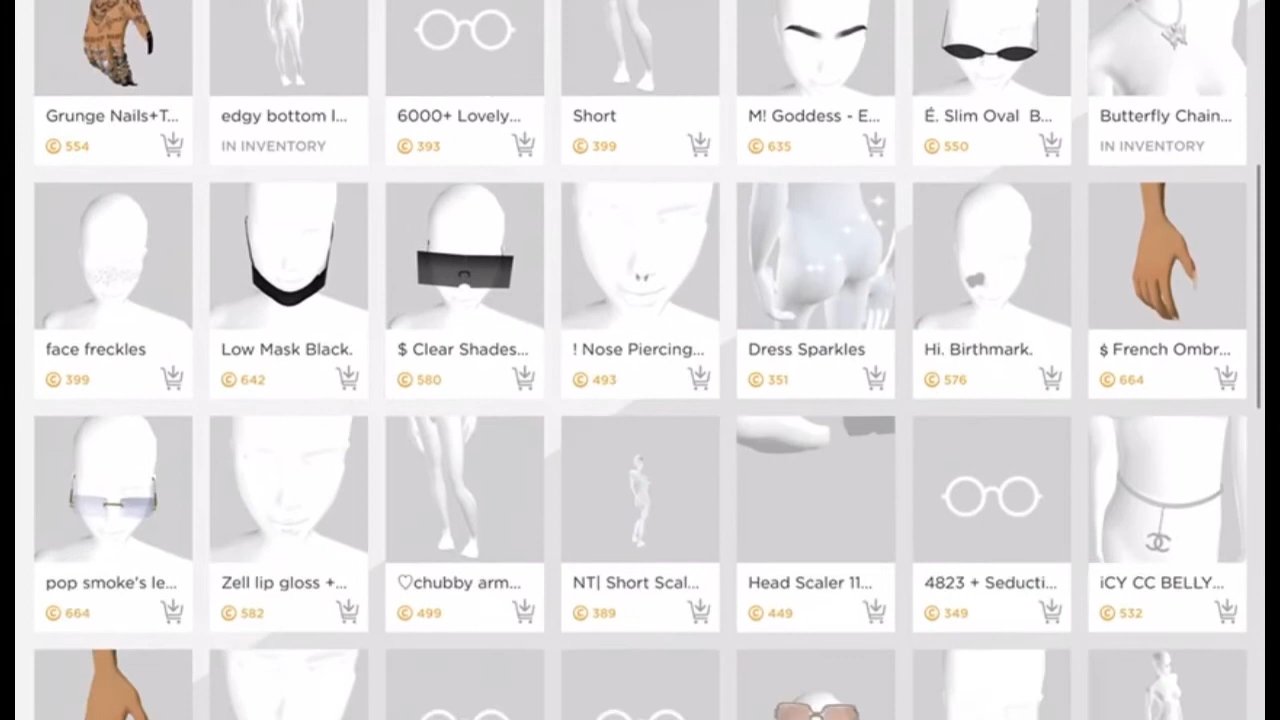 Grunge Nails+T...
edgy bottom l...
6000+ Lovely...
Short
M! Goddess - E...
É. Slim Oval B...
Butterfly Chain...
554
IN INVENTORY
393
399
635
550
IN INVENTORY
face freckles
Low Mask Black.
$ Clear Shades...
! Nose Piercing...
Dress Sparkles
Hi. Birthmark.
$ French Ombr...
399
642
580
493
351
576
664
pop smoke's le...
Zell lip gloss +...
♡chubby arm...
NT| Short Scal...
Head Scaler 11...
4823 + Seducti...
iCY CC BELLY...
664
582
499
389
449
349
532